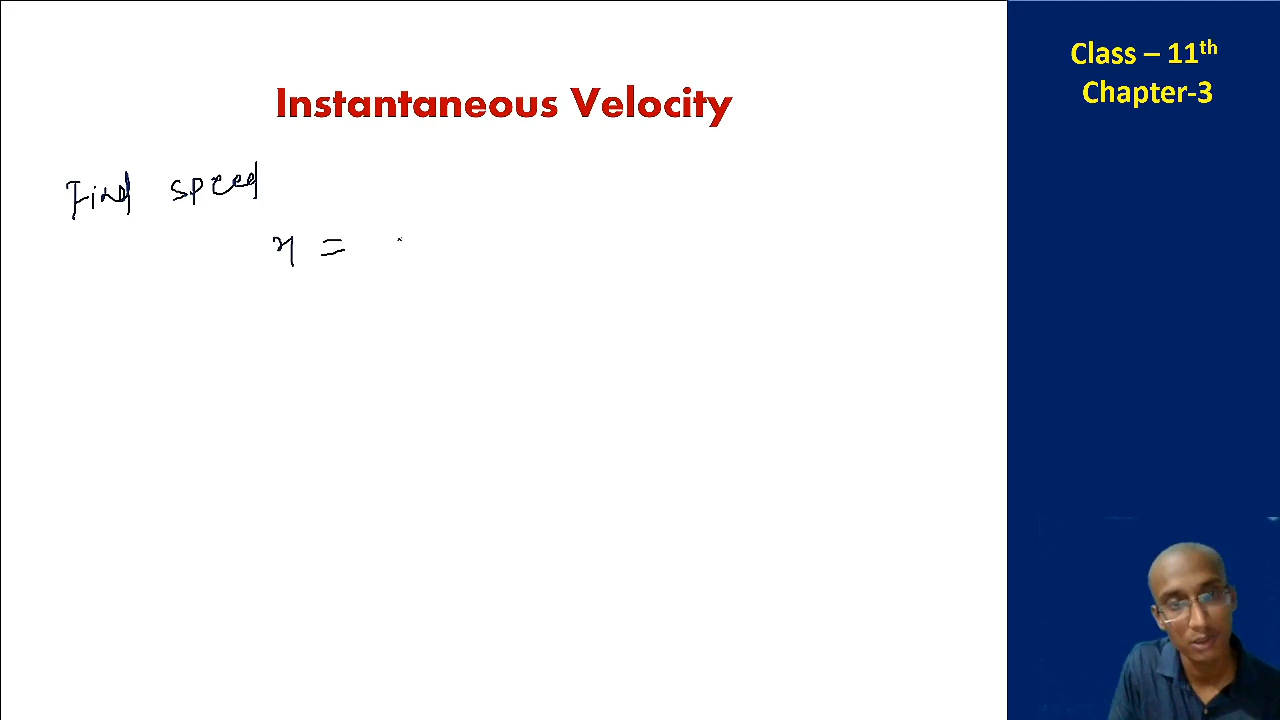 Class – 11th
Chapter-3
Instantaneous Velocity
Find speed
x =